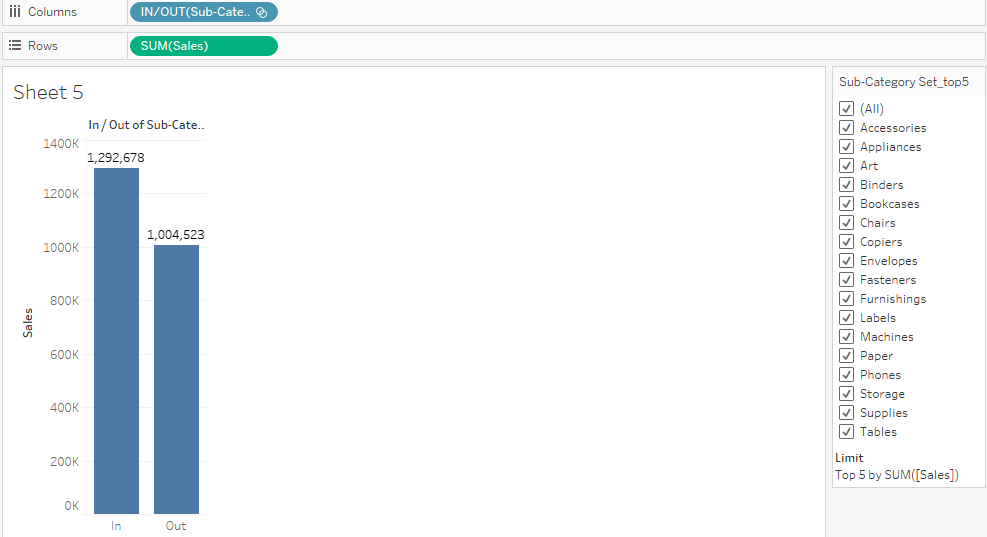 Columns
IN/OUT(Sub-Cate..
Rows
SUM(Sales)
Sheet 5
In / Out of Sub-Cate..
1400K
1200K
1000K
800K
600K
400K
200K
0K
Sales
1,292,678
1,004,523
In
Out
Sub-Category Set_top5
(All)
Accessories
Appliances
Art
Binders
Bookcases
Chairs
Copiers
Envelopes
Fasteners
Furnishings
Labels
Machines
Paper
Phones
Storage
Supplies
Tables
Limit
Top 5 by SUM([Sales])